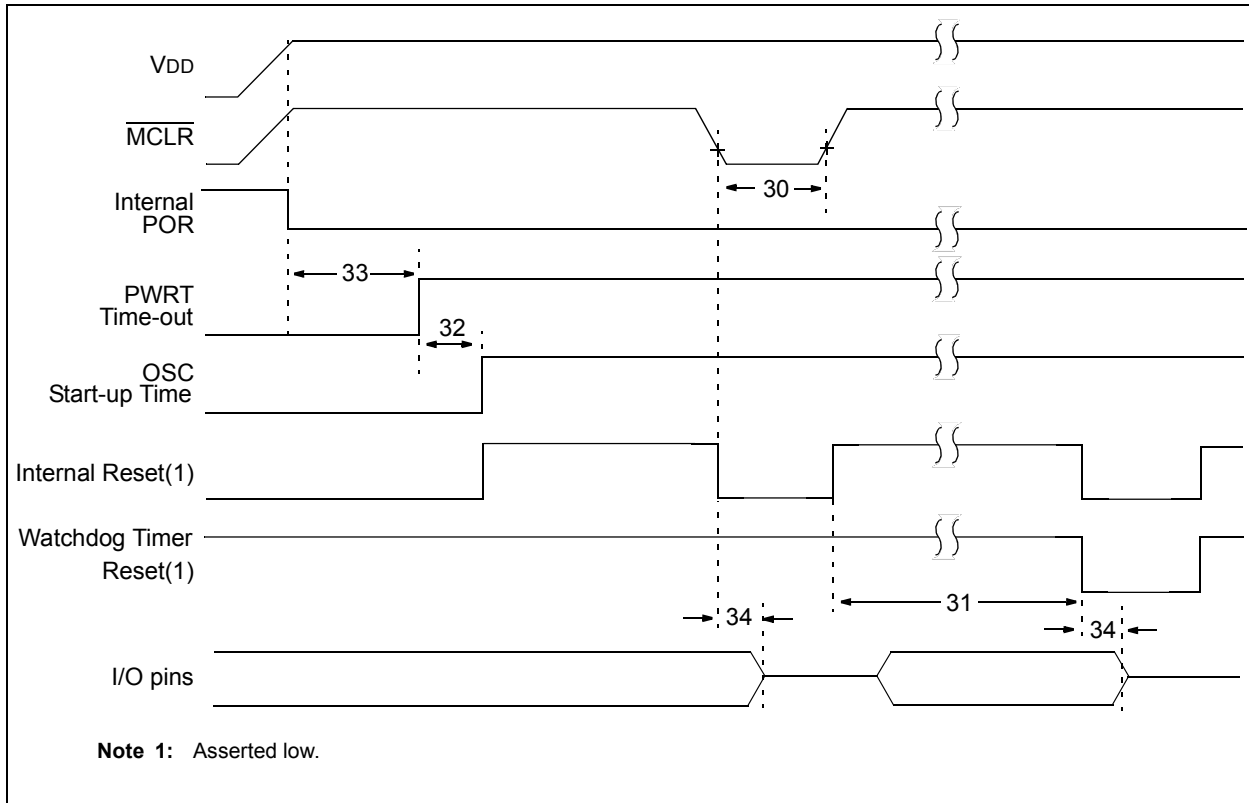 VDD
MCLR
30
Internal
POR
33
PWRT
Time-out
32
OSC
Start-up Time
Internal Reset(1)
Watchdog Timer
Reset(1)
31
34
34
I/O pins
Note 1: Asserted low.